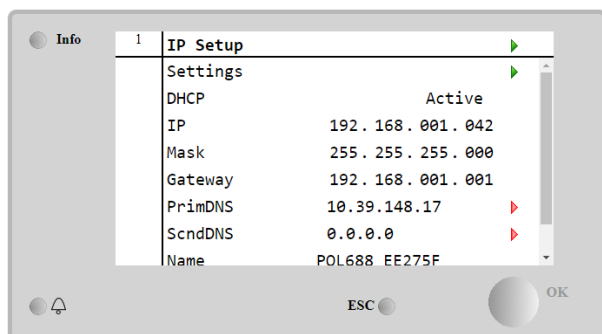 Info
1 IP Setup
Settings
DHCP Active
IP 192.168.001.042
Mask 255.255.255.000
Gateway 192.168.001.001
PrimDNS 10.39.148.17
ScndDNS 0.0.0.0
Name POL688_EE275F
ESC
OK